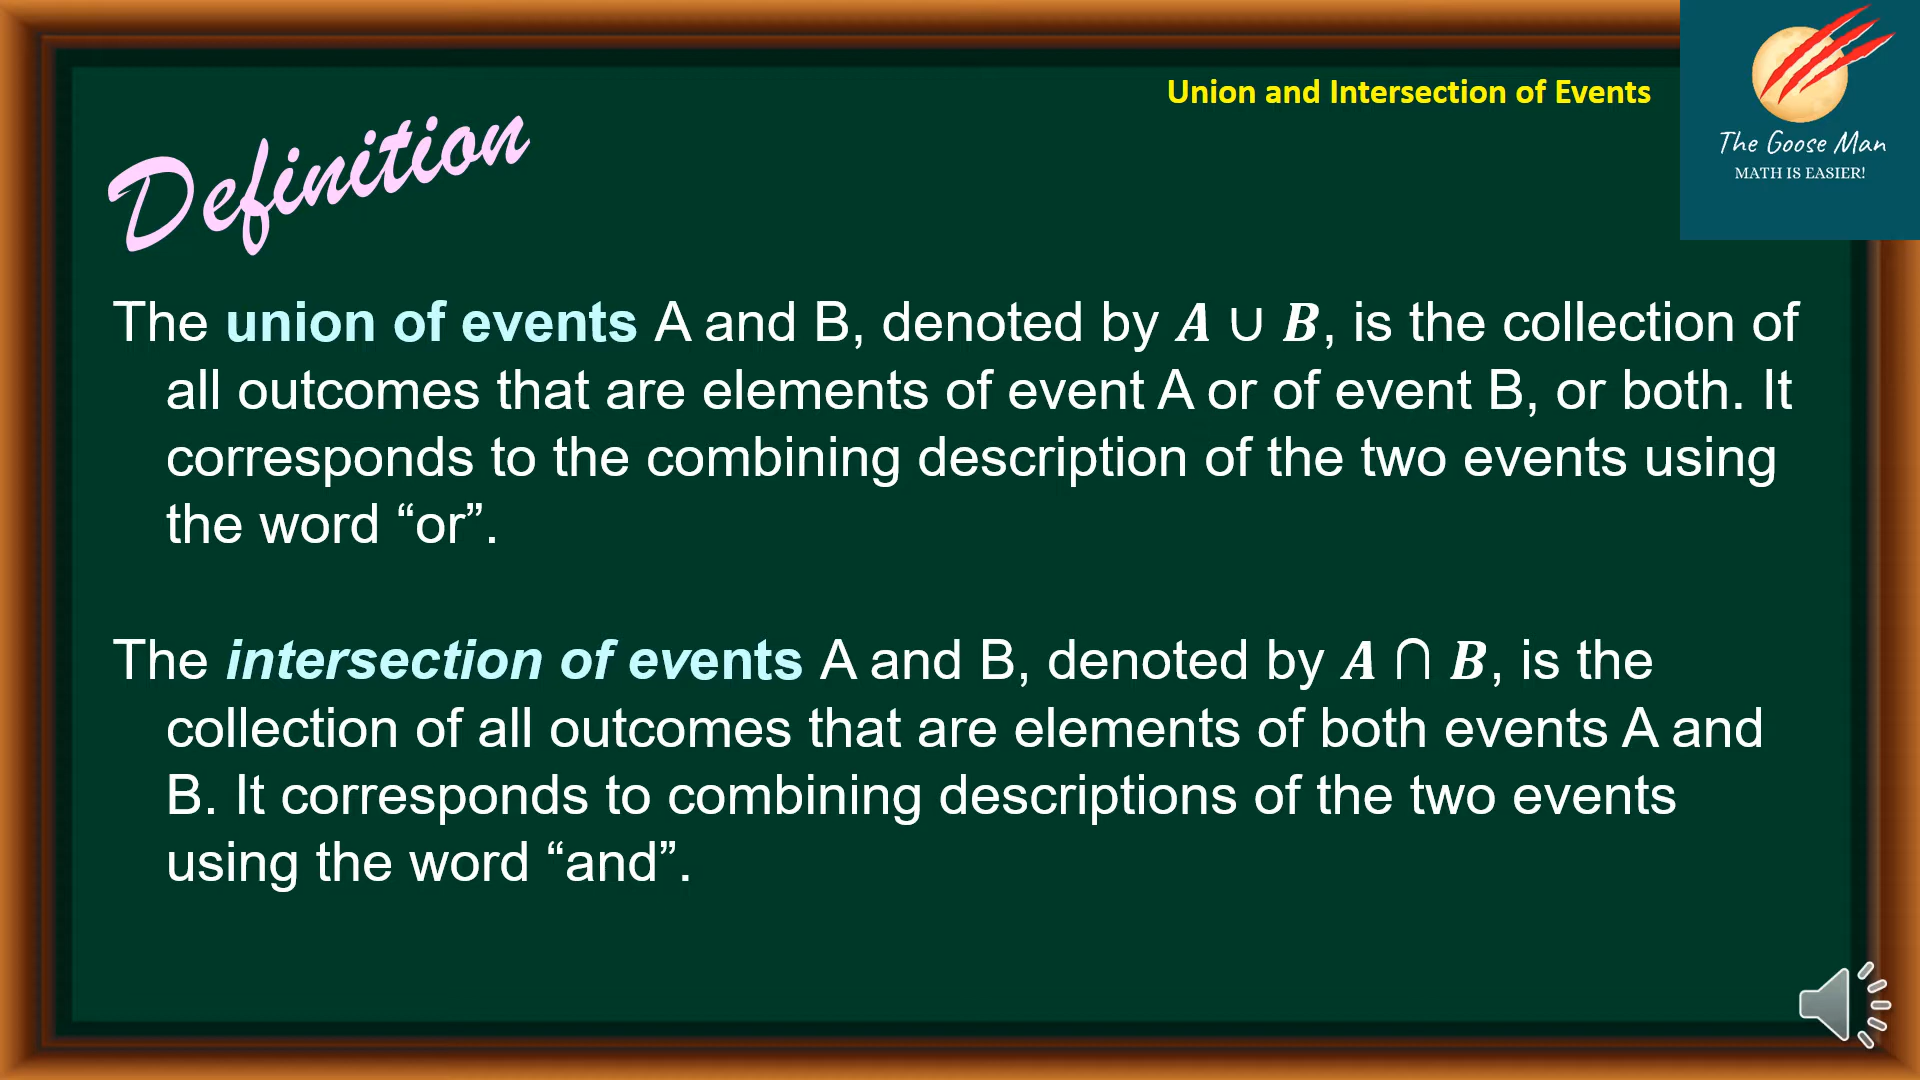 Union and Intersection of Events
The Goose Man
MATH IS EASIER!
Definition
The union of events A and B, denoted by A ∪ B, is the collection of
all outcomes that are elements of event A or of event B, or both. It
corresponds to the combining description of the two events using
the word “or”.
The intersection of events A and B, denoted by A ∩ B, is the
collection of all outcomes that are elements of both events A and
B. It corresponds to combining descriptions of the two events
using the word “and”.